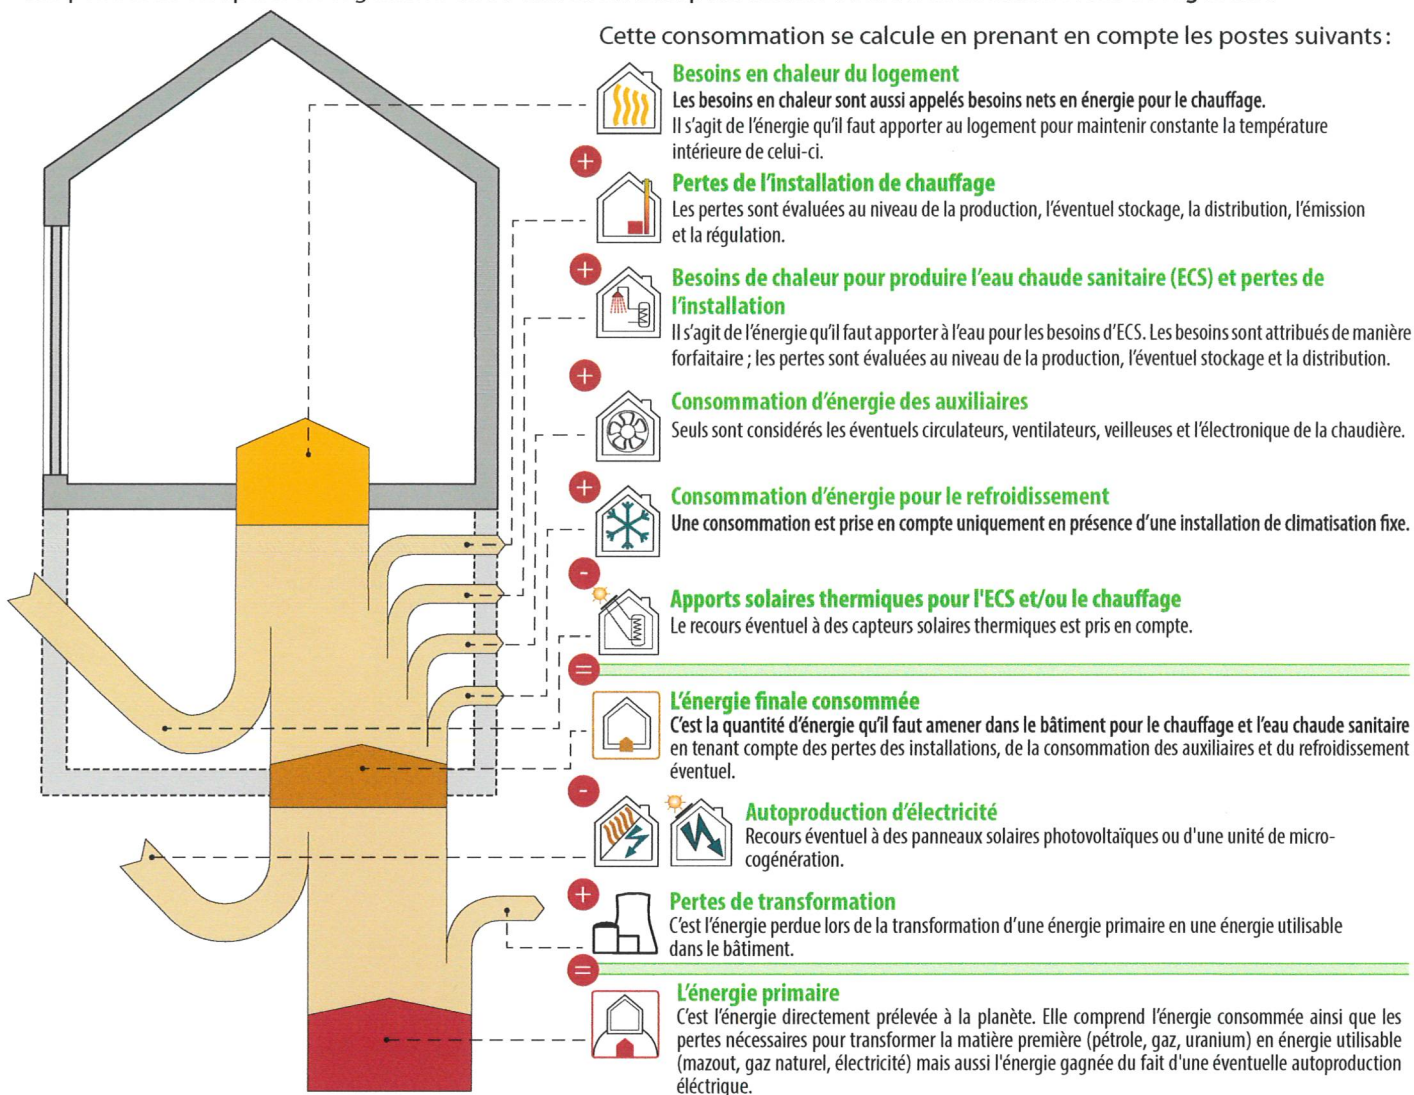 Cette consommation se calcule en prenant en compte les postes suivants :
Besoins en chaleur du logement
Les besoins en chaleur sont aussi appelés besoins nets en énergie pour le chauffage.
Il s'agit de l'énergie qu'il faut apporter au logement pour maintenir constante la température
intérieure de celui-ci.
+
Pertes de l'installation de chauffage
Les pertes sont évaluées au niveau de la production, l'éventuel stockage, la distribution, l'émission
et la régulation.
+
Besoins de chaleur pour produire l'eau chaude sanitaire (ECS) et pertes de
l'installation
Il s'agit de l'énergie qu'il faut apporter à l'eau pour les besoins d'ECS. Les besoins sont attribués de manière
forfaitaire ; les pertes sont évaluées au niveau de la production, l'éventuel stockage et la distribution.
+
Consommation d'énergie des auxiliaires
Seuls sont considérés les éventuels circulateurs, ventilateurs, veilleuses et l'électronique de la chaudière.
+
Consommation d'énergie pour le refroidissement
Une consommation est prise en compte uniquement en présence d'une installation de climatisation fixe.
-
Apports solaires thermiques pour l'ECS et/ou le chauffage
Le recours éventuel à des capteurs solaires thermiques est pris en compte.
=
L'énergie finale consommée
C'est la quantité d'énergie qu'il faut amener dans le bâtiment pour le chauffage et l'eau chaude sanitaire
en tenant compte des pertes des installations, de la consommation des auxiliaires et du refroidissement
éventuel.
-
Autoproduction d'électricité
Recours éventuel à des panneaux solaires photovoltaïques ou d'une unité de micro-
cogénération.
+
Pertes de transformation
C'est l'énergie perdue lors de la transformation d'une énergie primaire en une énergie utilisable
dans le bâtiment.
=
L'énergie primaire
C'est l'énergie directement prélevée à la planète. Elle comprend l'énergie consommée ainsi que les
pertes nécessaires pour transformer la matière première (pétrole, gaz, uranium) en énergie utilisable
(mazout, gaz naturel, électricité) mais aussi l'énergie gagnée du fait d'une éventuelle autoproduction
éléctrique.